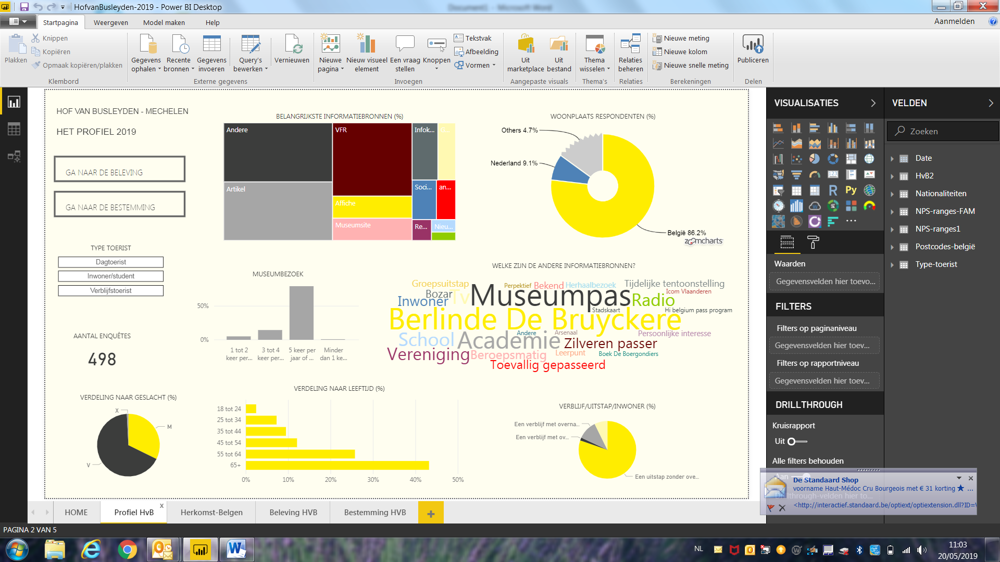 HofvanBusleyden-2019 - Power BI Desktop
Document1 - Microsoft Word
Startpagina
Weergeven
Model maken
Help
Aanmelden
Plakken
Knippen
Kopiëren
Opmaak kopiëren/plakken
Klembord
Gegevens ophalen
Recente bronnen
Gegevens invoeren
Query's bewerken
Vernieuwen
Externe gegevens
Nieuwe pagina
Nieuw visueel element
Een vraag stellen
Knoppen
Tekstvak
Afbeelding
Vormen
Invoegen
Uit marketplace
Uit bestand
Aangepaste visuals
Thema wisselen
Thema's
Relaties beheren
Relaties
Nieuwe meting
Nieuwe kolom
Nieuwe snelle meting
Berekeningen
Publiceren
Delen
HOF VAN BUSLEYDEN - MECHELEN
HET PROFIEL 2019
GA NAAR DE BELEVING
GA NAAR DE BESTEMMING
TYPE TOERIST
Dagtoerist
Inwoner/student
Verblijfstoerist
AANTAL ENQUÊTES
498
BELANGRIJKSTE INFORMATIEBRONNEN (%)
Andere
VFR
Infok...
G...
Artikel
Affiche
Museumsite
Soci...
an...
Re...
Nieu...
WOONPLAATS RESPONDENTEN (%)
Others 4.7%
Nederland 9.1%
België 86.2%
zoomcharts
MUSEUMBEZOEK
50%
0%
1 tot 2 keer per...
3 tot 4 keer per...
5 keer per jaar of ...
Minder dan 1 ke...
WELKE ZIJN DE ANDERE INFORMATIEBRONNEN?
Groepsuitstap
Perpektief
Bekend
Herhaalbezoek
Tijdelijke tentoonstelling
Bozar
Tv
Museumpas
Icom Vlaanderen
Inwoner
Radio
Stadskaart
Hi belgium pass program
Berlinde De Bruyckere
School
Academie
Andere
Arsenaal
Persoonlijke interesse
Zilveren passer
Vereniging
Beroepsmatig
Leerpunt
Boek De Boergondiers
Toevallig gepasseerd
VERDELING NAAR GESLACHT (%)
X
M
V
VERDELING NAAR LEEFTIJD (%)
18 tot 24
25 tot 34
35 tot 44
45 tot 54
55 tot 64
65+
0%
10%
20%
30%
40%
50%
VERBLIJF/UITSTAP/INWONER (%)
Een verblijf met overna...
Een verblijf met ov...
Een uitstap zonder ove...
VISUALISATIES
R
Py
123
Waarden
Gegevensvelden hier toevo...
FILTERS
Filters op paginaniveau
Gegevensvelden hier toev...
Filters op rapportniveau
Gegevensvelden hier toev...
DRILLTHROUGH
Kruisrapport
Uit
Alle filters behouden
Aan
Drillthrough-velden hier to...
VELDEN
Zoeken
Date
HvB2
Nationaliteiten
NPS-ranges-FAM
NPS-ranges1
Postcodes-belgië
Type-toerist
De Standaard Shop
voorname Haut-Médoc Cru Bourgeois met € 31 korting ★ ...
<http://interactief.standaard.be/optiext/optiextension.dll?ID=
HOME
Profiel HvB
x
Herkomst-Belgen
Beleving HVB
Bestemming HVB
+
PAGINA 2 VAN 5
NL
11:03
20/05/2019